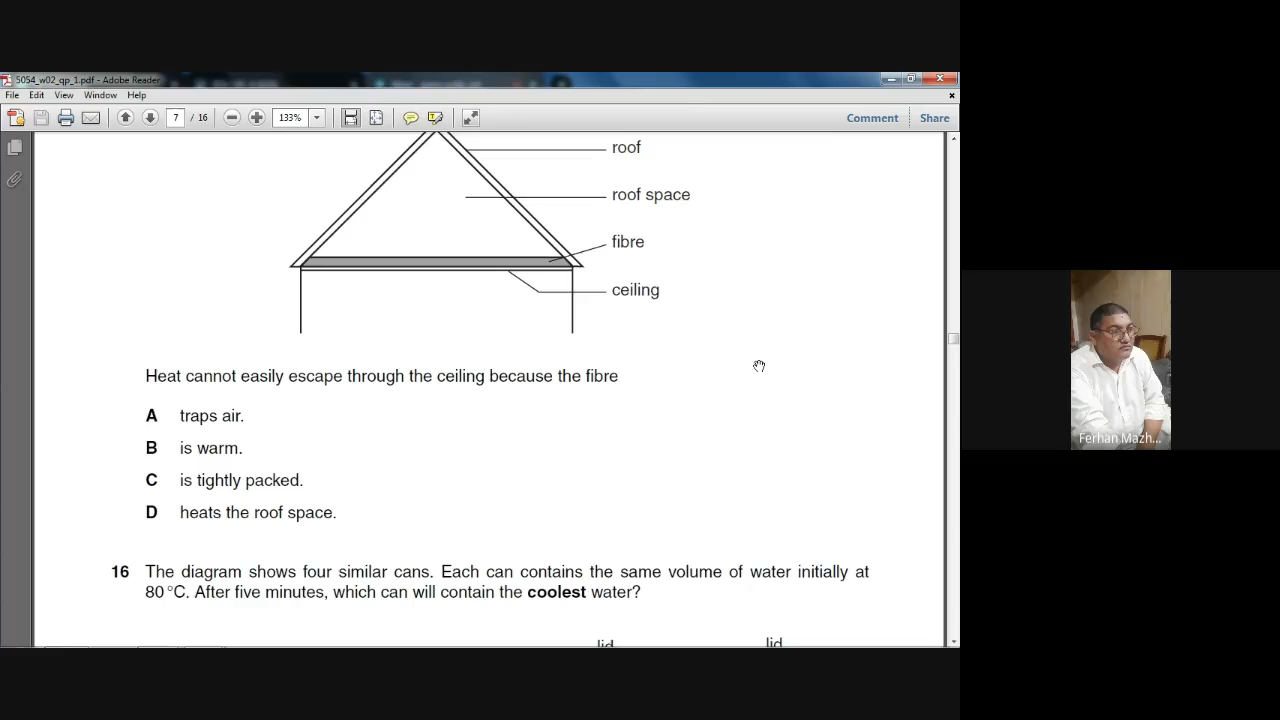 5054_w02_qp_1.pdf - Adobe Reader
File Edit View Window Help
7 / 16 133% Comment Share
roof
roof space
fibre
ceiling
Heat cannot easily escape through the ceiling because the fibre
A traps air.
B is warm.
C is tightly packed.
D heats the roof space.
16 The diagram shows four similar cans. Each can contains the same volume of water initially at
80 °C. After five minutes, which can will contain the coolest water?
lid lid
Ferhan Mazh...